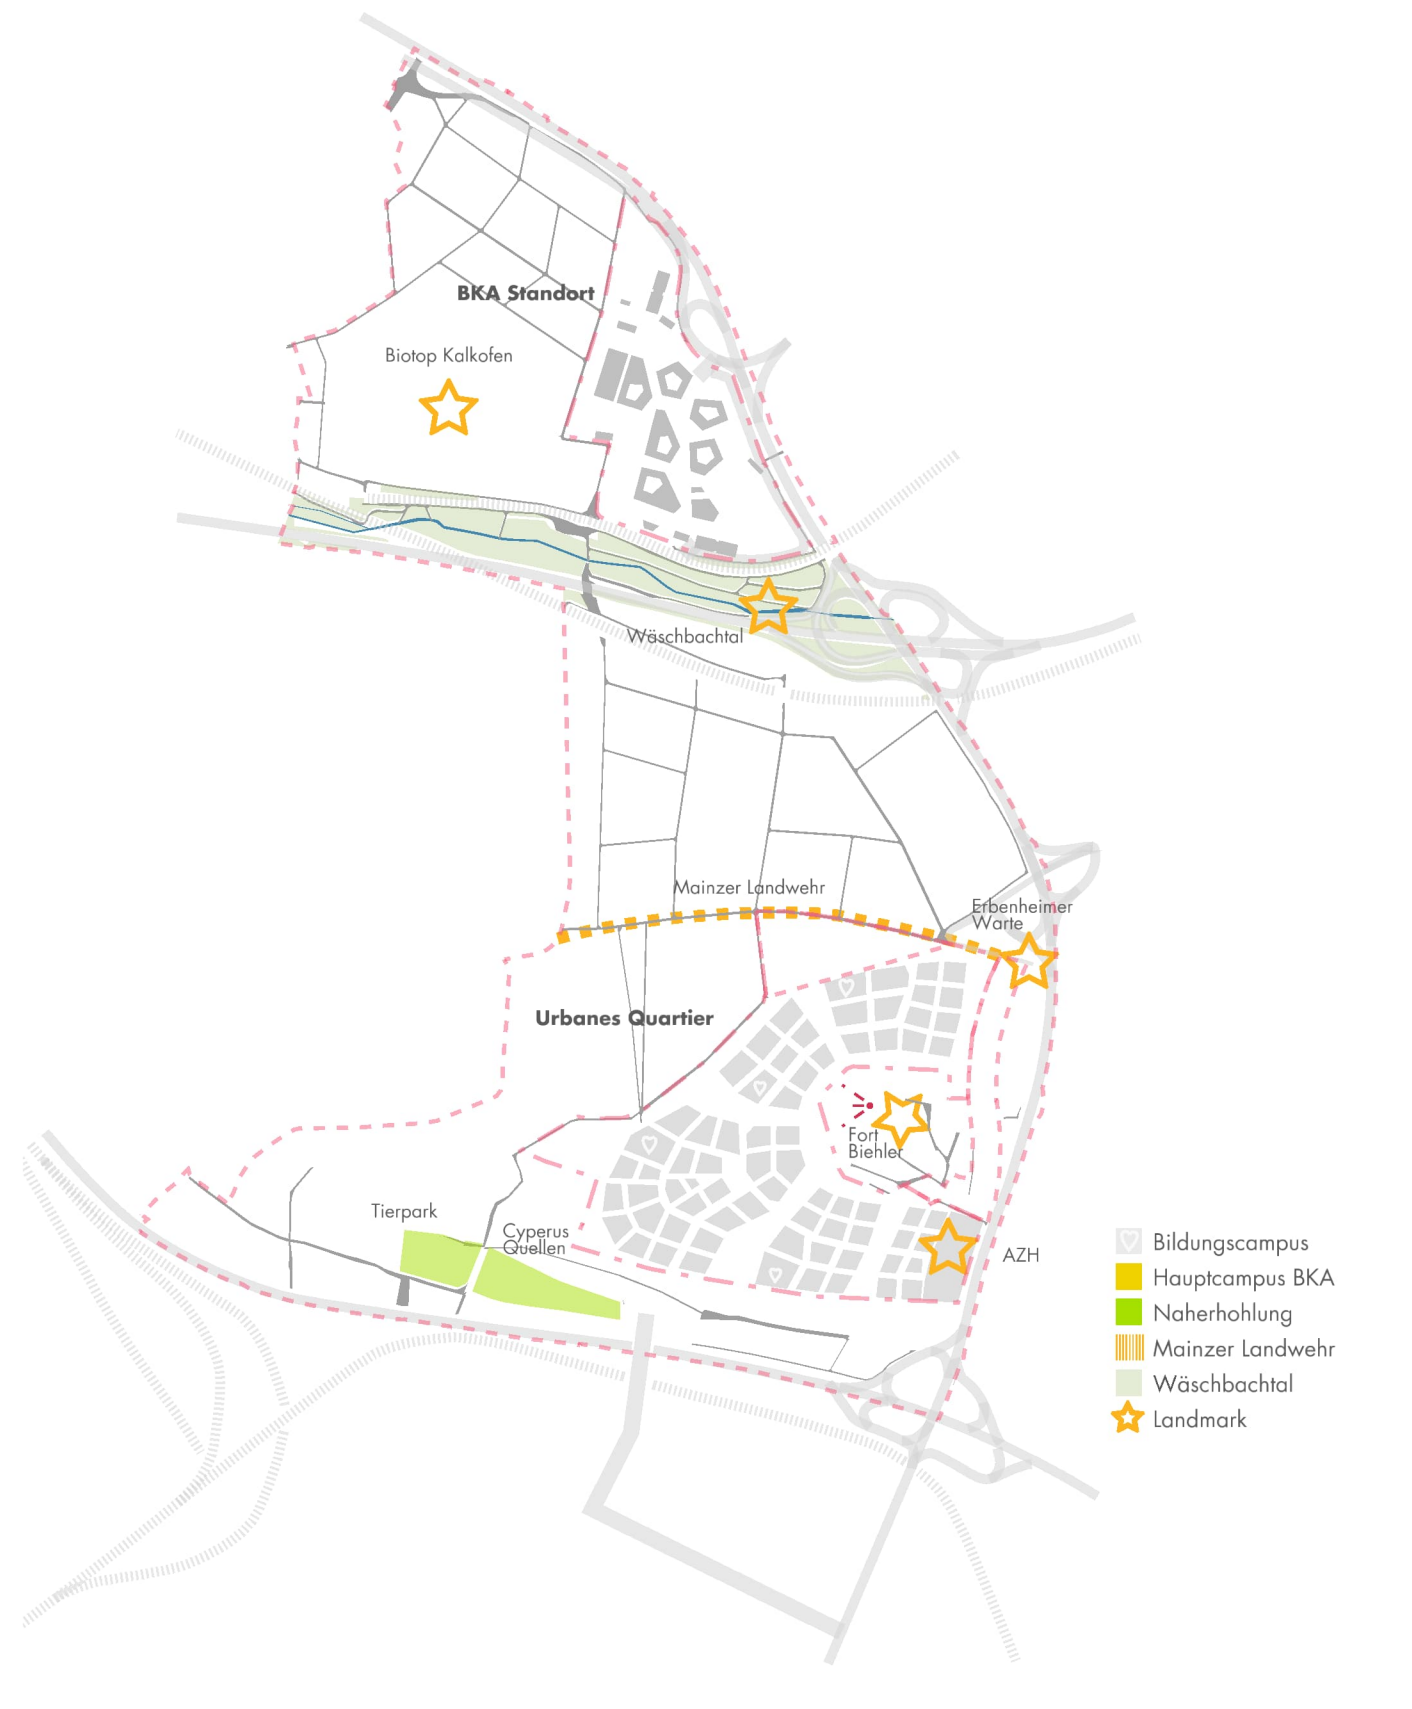 BKA Standort
Biotop Kalkofen
Wäschbachtal
Mainzer Landwehr
Erbenheimer
Warte
Urbanes Quartier
Fort
Biehler
Tierpark
Cyperus
Quellen
AZH
Bildungscampus
Hauptcampus BKA
Naherhohlung
Mainzer Landwehr
Wäschbachtal
Landmark